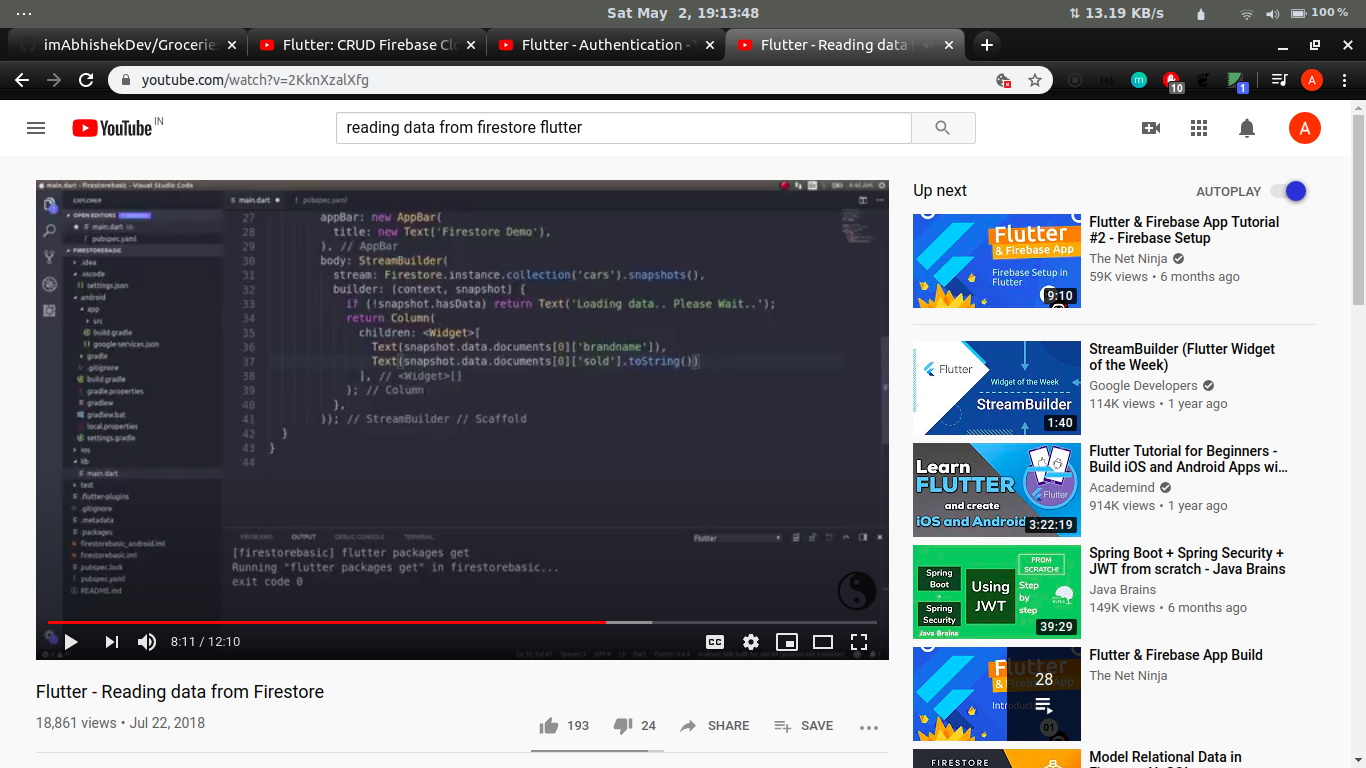 Sat May 2, 19:13:48
13.19 KB/s
100 %
imAbhishekDev/Groceries
Flutter: CRUD Firebase Clo
Flutter - Authentication - Y
Flutter - Reading data
youtube.com/watch?v=2KknXzalXfg
10
1
A
YouTube IN
reading data from firestore flutter
A
main.dart - firestorebasic - Visual Studio Code
4:46 AM
EXPLORER
main.dart
pubspec.yaml
OPEN EDITORS
main.dart lib
pubspec.yaml
FIRESTOREBASIC
.idea
.vscode
settings.json
android
app
src
build.gradle
google-services.json
gradle
.gitignore
build.gradle
gradle.properties
gradlew
gradlew.bat
local.properties
settings.gradle
ios
lib
main.dart
test
.flutter-plugins
.gitignore
.metadata
.packages
firestorebasic_android.iml
firestorebasic.iml
pubspec.lock
pubspec.yaml
README.md
27 appBar: new AppBar(
28 title: new Text('Firestore Demo'),
29 ), // AppBar
30 body: StreamBuilder(
31 stream: Firestore.instance.collection('cars').snapshots(),
32 builder: (context, snapshot) {
33 if (!snapshot.hasData) return Text('Loading data.. Please Wait..');
34 return Column(
35 children: <Widget>[
36 Text(snapshot.data.documents[0]['brandname']),
37 Text(snapshot.data.documents[0]['sold'].toString())
38 ], // <Widget>[]
39 ); // Column
40 },
41 )); // StreamBuilder // Scaffold
42 }
43 }
44
PROBLEMS OUTPUT DEBUG CONSOLE TERMINAL
Flutter
[firestorebasic] flutter packages get
Running "flutter packages get" in firestorebasic...
exit code 0
8:11 / 12:10
CC
Flutter - Reading data from Firestore
18,861 views • Jul 22, 2018
193
24
SHARE
SAVE
Up next
AUTOPLAY
Flutter
& Firebase App
Firebase Setup in
Flutter
9:10
Flutter & Firebase App Tutorial
#2 - Firebase Setup
The Net Ninja
59K views • 6 months ago
Flutter
Widget of the Week
StreamBuilder
1:40
StreamBuilder (Flutter Widget
of the Week)
Google Developers
114K views • 1 year ago
Learn
FLUTTER
and create
iOS and Android
Flutter
3:22:19
Flutter Tutorial for Beginners -
Build iOS and Android Apps wi...
Academind
914K views • 1 year ago
Spring
Boot
+
Spring
Security
Java Brains
Using
JWT
FROM
SCRATCH!
Step
by
step
39:29
Spring Boot + Spring Security +
JWT from scratch - Java Brains
Java Brains
149K views • 6 months ago
28
01
Flutter & Firebase App Build
The Net Ninja
FIRESTORE
Model Relational Data in